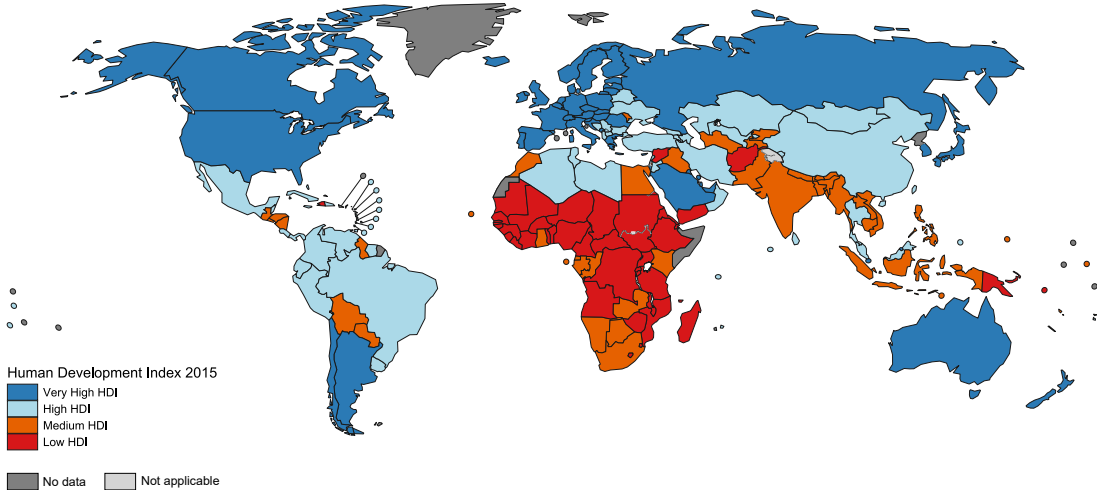 Human Development Index 2015
Very High HDI
High HDI
Medium HDI
Low HDI
No data
Not applicable